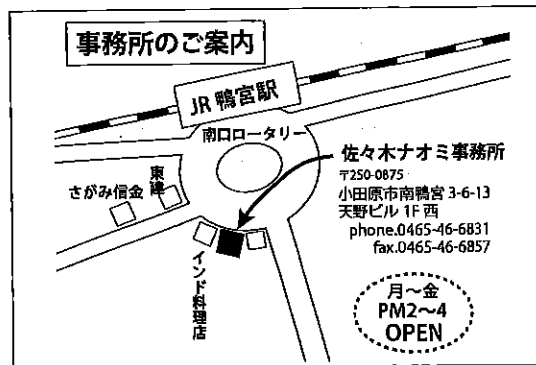 事務所のご案内
JR 鴨宮駅
南口ロータリー
佐々木ナオミ事務所
〒250-0875
小田原市南鴨宮 3-6-13
天野ビル 1F 西
phone.0465-46-6831
fax.0465-46-6857
東建
さがみ信金
インド料理店
月～金
PM2～4
OPEN